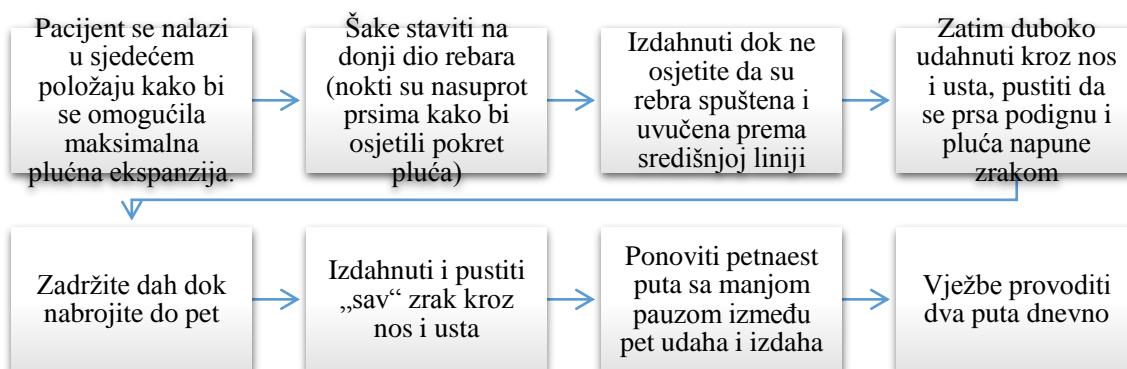 Pacijent se nalazi
u sjedećem
položaju kako bi
se omogućila
maksimalna
plućna ekspanzija.
Šake staviti na
donji dio rebara
(nokti su nasuprot
prsima kako bi
osjetili pokret
pluća)
Izdahnuti dok ne
osjetite da su
rebra spuštena i
uvučena prema
središnjoj liniji
Zatim duboko
udahnuti kroz nos
i usta, pustiti da
se prsa podignu i
pluća napune
zrakom
Zadržite dah dok
nabrojite do pet
Izdahnuti i pustiti
„sav“ zrak kroz
nos i usta
Ponoviti petnaest
puta sa manjom
pauzom između
pet udaha i izdaha
Vježbe provoditi
dva puta dnevno